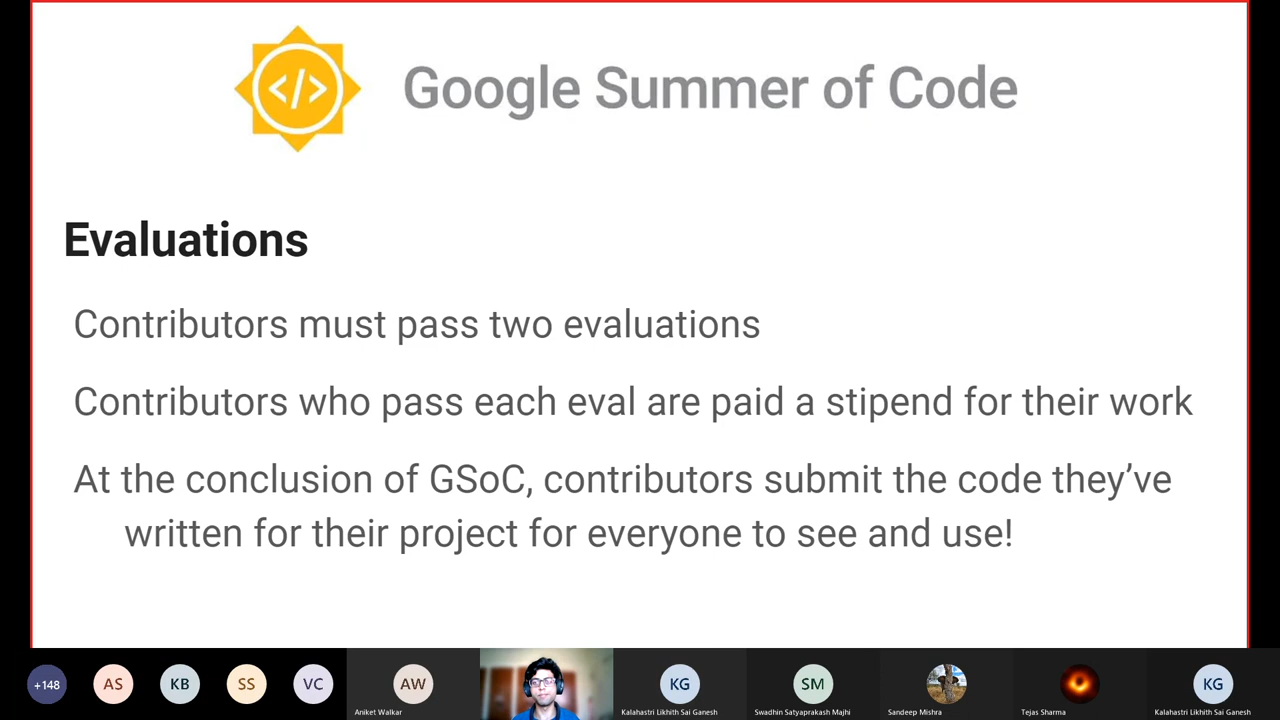 </>
Google Summer of Code
Evaluations
Contributors must pass two evaluations
Contributors who pass each eval are paid a stipend for their work
At the conclusion of GSoC, contributors submit the code they’ve
written for their project for everyone to see and use!
+148
AS
KB
SS
VC
AW
KG
SM
KG
Aniket Walkar
Kalahastri Likhith Sai Ganesh
Swadhin Satyaprakash Majhi
Sandeep Mishra
Tejas Sharma
Kalahastri Likhith Sai Ganesh